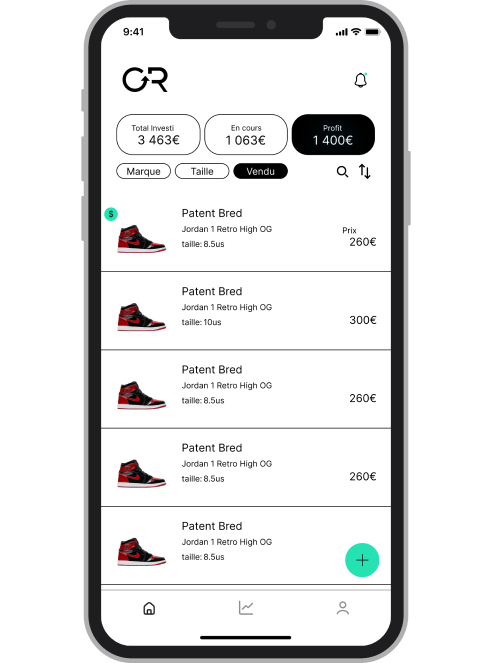 9:41
CR
Total Investi
3 463€
En cours
1 063€
Profit
1 400€
Marque
Taille
Vendu
$
Patent Bred
Jordan 1 Retro High OG
taille: 8.5us
Prix
260€
Patent Bred
Jordan 1 Retro High OG
taille: 10us
300€
Patent Bred
Jordan 1 Retro High OG
taille: 8.5us
260€
Patent Bred
Jordan 1 Retro High OG
taille: 8.5us
260€
Patent Bred
Jordan 1 Retro High OG
taille: 8.5us